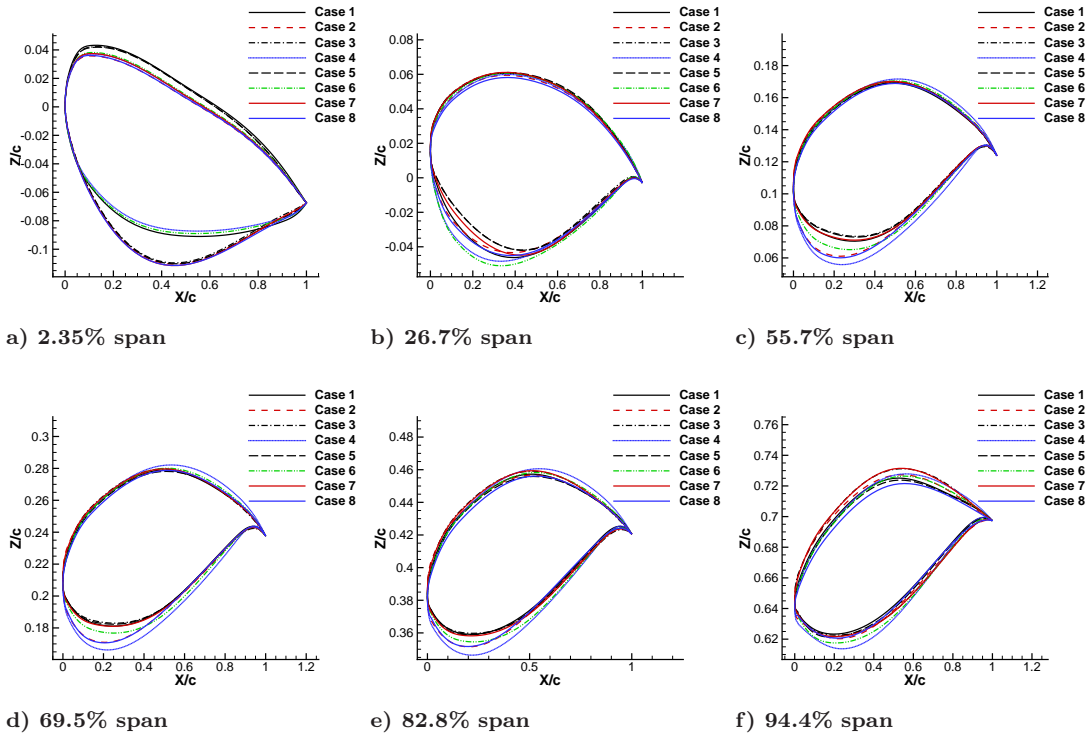 Case 1
Case 2
Case 3
Case 4
Case 5
Case 6
Case 7
Case 8
0.04
0.02
0
-0.02
-0.04
-0.06
-0.08
-0.1
Z/c
0 0.2 0.4 0.6 0.8 1
X/c
a) 2.35% span
Case 1
Case 2
Case 3
Case 4
Case 5
Case 6
Case 7
Case 8
0.08
0.06
0.04
0.02
0
-0.02
-0.04
Z/c
0 0.2 0.4 0.6 0.8 1
X/c
b) 26.7% span
Case 1
Case 2
Case 3
Case 4
Case 5
Case 6
Case 7
Case 8
0.18
0.16
0.14
0.12
0.1
0.08
0.06
Z/c
0 0.2 0.4 0.6 0.8 1 1.2
X/c
c) 55.7% span
Case 1
Case 2
Case 3
Case 4
Case 5
Case 6
Case 7
Case 8
0.3
0.28
0.26
0.24
0.22
0.2
0.18
Z/c
0 0.2 0.4 0.6 0.8 1 1.2
X/c
d) 69.5% span
Case 1
Case 2
Case 3
Case 4
Case 5
Case 6
Case 7
Case 8
0.48
0.46
0.44
0.42
0.4
0.38
0.36
Z/c
0 0.5 1
X/c
e) 82.8% span
Case 1
Case 2
Case 3
Case 4
Case 5
Case 6
Case 7
Case 8
0.74
0.72
0.7
0.68
0.66
0.64
0.62
Z/c
0 0.2 0.4 0.6 0.8 1 1.2
X/c
f) 94.4% span